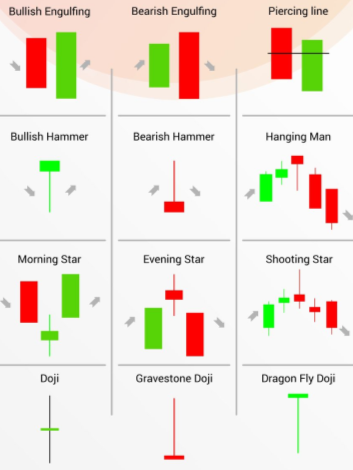 Bullish Engulfing
Bearish Engulfing
Piercing line
Bullish Hammer
Bearish Hammer
Hanging Man
Morning Star
Evening Star
Shooting Star
Doji
Gravestone Doji
Dragon Fly Doji